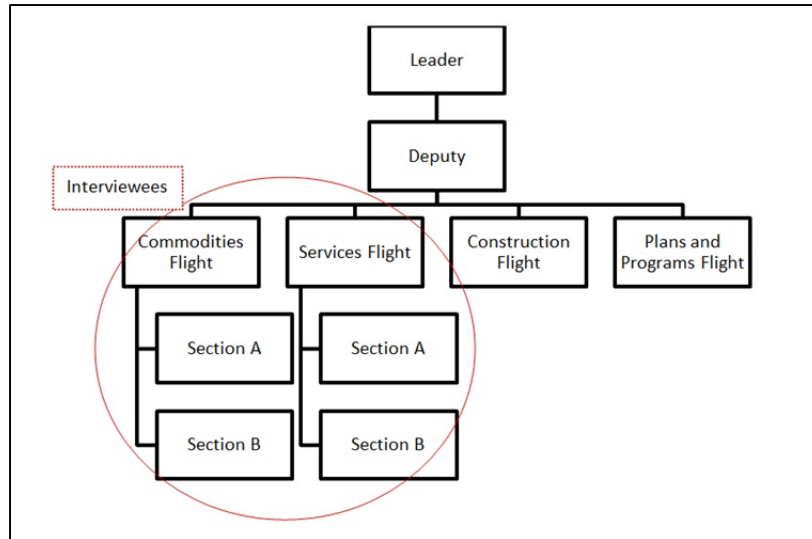 Leader
Deputy
Interviewees
Commodities
Flight
Services Flight
Construction
Flight
Plans and
Programs Flight
Section A
Section A
Section B
Section B